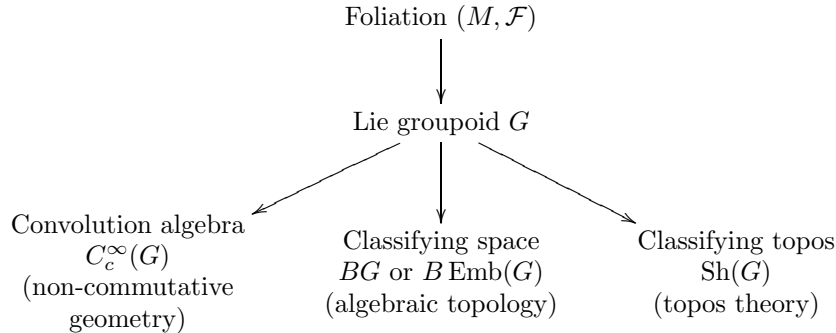 Foliation (M, ℱ)
Lie groupoid G
Convolution algebra
C_c^∞(G)
(non-commutative
geometry)
Classifying space
BG or B Emb(G)
(algebraic topology)
Classifying topos
Sh(G)
(topos theory)